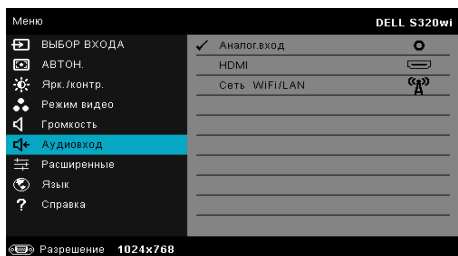 Меню DELL S320wi
ВЫБОР ВХОДА
АВТОН.
Ярк./контр.
Режим видео
Громкость
Аудиовход
Расширенные
Язык
? Справка
Аналог.вход
HDMI
Сеть WiFi/LAN
Разрешение 1024x768